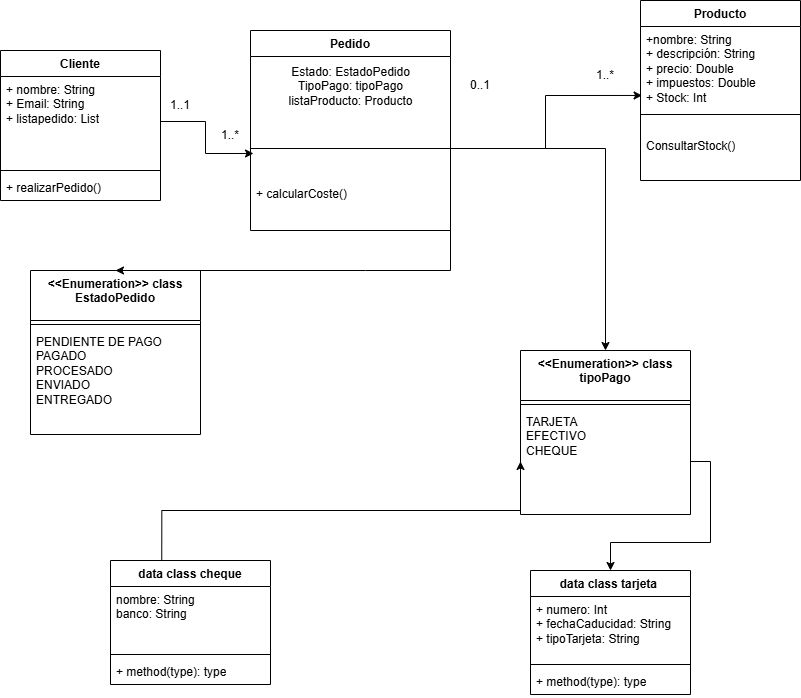 Cliente
+ nombre: String
+ Email: String
+ listapedido: List
+ realizarPedido()
1..1
1..*
Pedido
Estado: EstadoPedido
TipoPago: tipoPago
listaProducto: Producto
+ calcularCoste()
0..1
1..*
Producto
+nombre: String
+ descripción: String
+ precio: Double
+ impuestos: Double
+ Stock: Int
ConsultarStock()
<<Enumeration>> class
EstadoPedido
PENDIENTE DE PAGO
PAGADO
PROCESADO
ENVIADO
ENTREGADO
<<Enumeration>> class
tipoPago
TARJETA
EFECTIVO
CHEQUE
data class cheque
nombre: String
banco: String
+ method(type): type
data class tarjeta
+ numero: Int
+ fechaCaducidad: String
+ tipoTarjeta: String
+ method(type): type